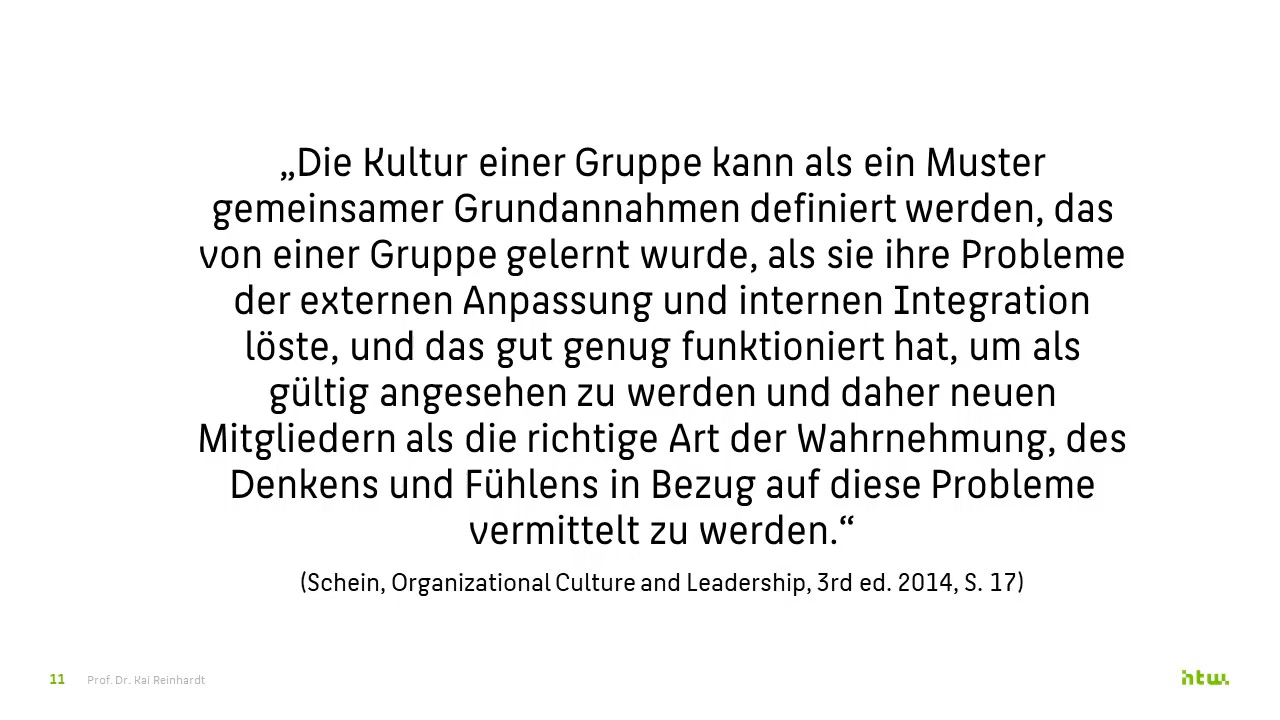 „Die Kultur einer Gruppe kann als ein Muster
gemeinsamer Grundannahmen definiert werden, das
von einer Gruppe gelernt wurde, als sie ihre Probleme
der externen Anpassung und internen Integration
löste, und das gut genug funktioniert hat, um als
gültig angesehen zu werden und daher neuen
Mitgliedern als die richtige Art der Wahrnehmung, des
Denkens und Fühlens in Bezug auf diese Probleme
vermittelt zu werden.“
(Schein, Organizational Culture and Leadership, 3rd ed. 2014, S. 17)
11 Prof. Dr. Kai Reinhardt
htw.